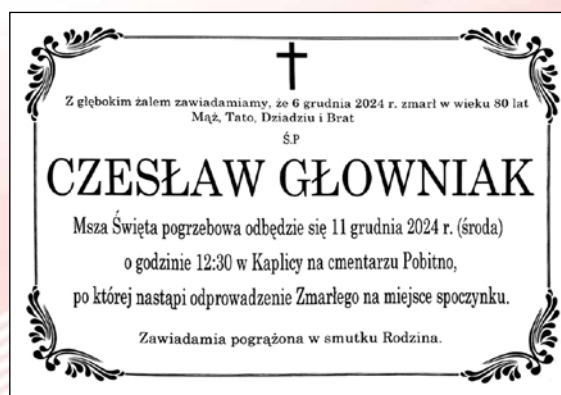 Z głębokim żalem zawiadamiamy, że 6 grudnia 2024 r. zmarł w wieku 80 lat
Mąż, Tato, Dziadziu i Brat
Ś.P
CZESŁAW GŁOWNIAK
Msza Święta pogrzebowa odbędzie się 11 grudnia 2024 r. (środa)
o godzinie 12:30 w Kaplicy na cmentarzu Pobitno,
po której nastąpi odprowadzenie Zmarłego na miejsce spoczynku.
Zawiadamia pogrążona w smutku Rodzina.